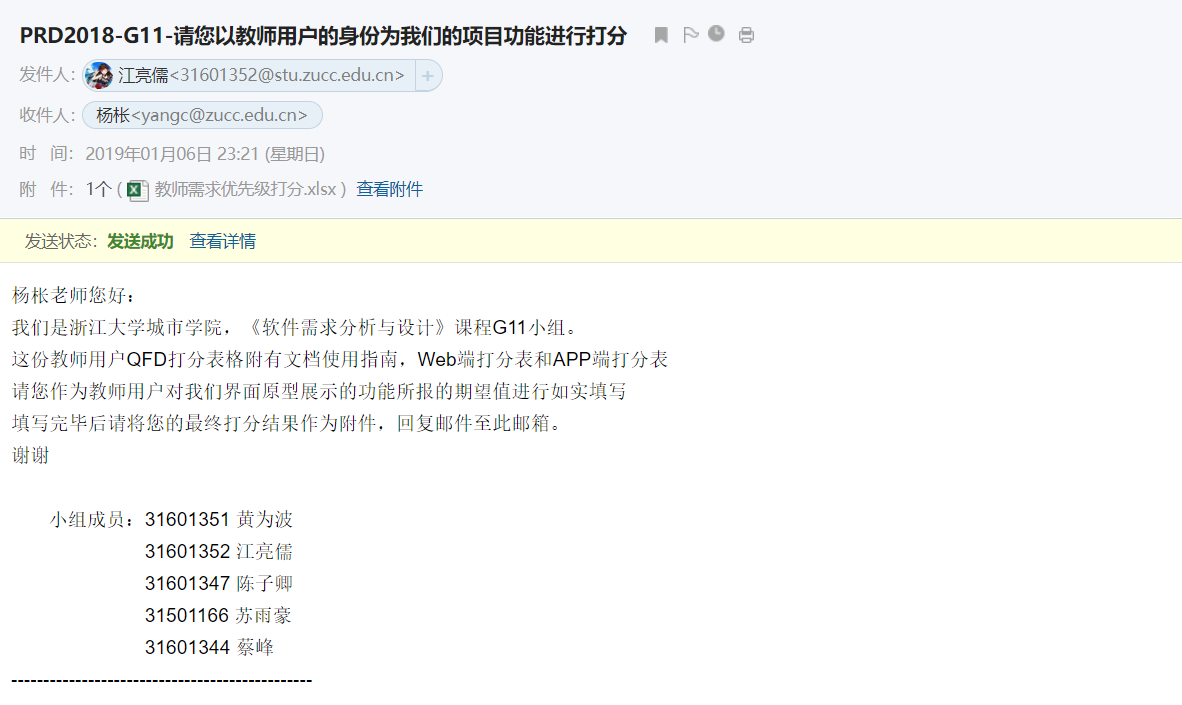 PRD2018-G11-请您以教师用户的身份为我们的项目功能进行打分
发件人：江亮儒<31601352@stu.zucc.edu.cn> +
收件人：杨枨<yangc@zucc.edu.cn>
时 间：2019年01月06日 23:21 (星期日)
附 件：1个 ( 教师需求优先级打分.xlsx ) 查看附件
发送状态：发送成功 查看详情
杨枨老师您好：
我们是浙江大学城市学院，《软件需求分析与设计》课程G11小组。
这份教师用户QFD打分表格附有文档使用指南，Web端打分表和APP端打分表
请您作为教师用户对我们界面原型展示的功能所报的期望值进行如实填写
填写完毕后请将您的最终打分结果作为附件，回复邮件至此邮箱。
谢谢
小组成员：31601351 黄为波
31601352 江亮儒
31601347 陈子卿
31501166 苏雨豪
31601344 蔡峰
-----------------------------------------------